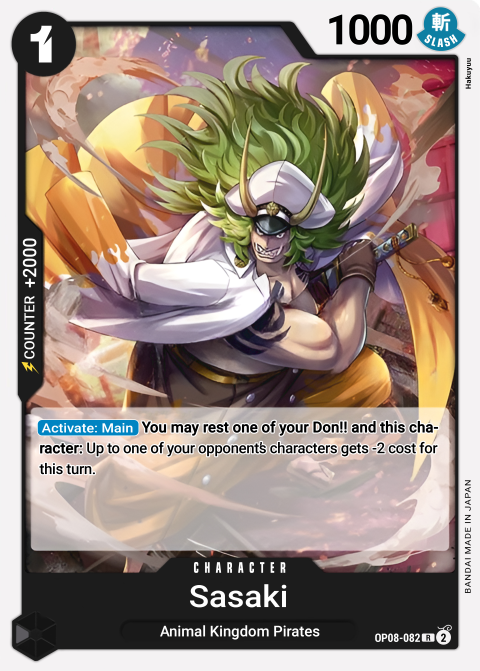 1
1000
斬
SLASH
Hakuyuu
COUNTER +2000
Activate: Main You may rest one of your Don!! and this cha-
racter: Up to one of your opponent's characters gets -2 cost for
this turn.
BANDAI MADE IN JAPAN
CHARACTER
Sasaki
Animal Kingdom Pirates
OP08-082 R 2